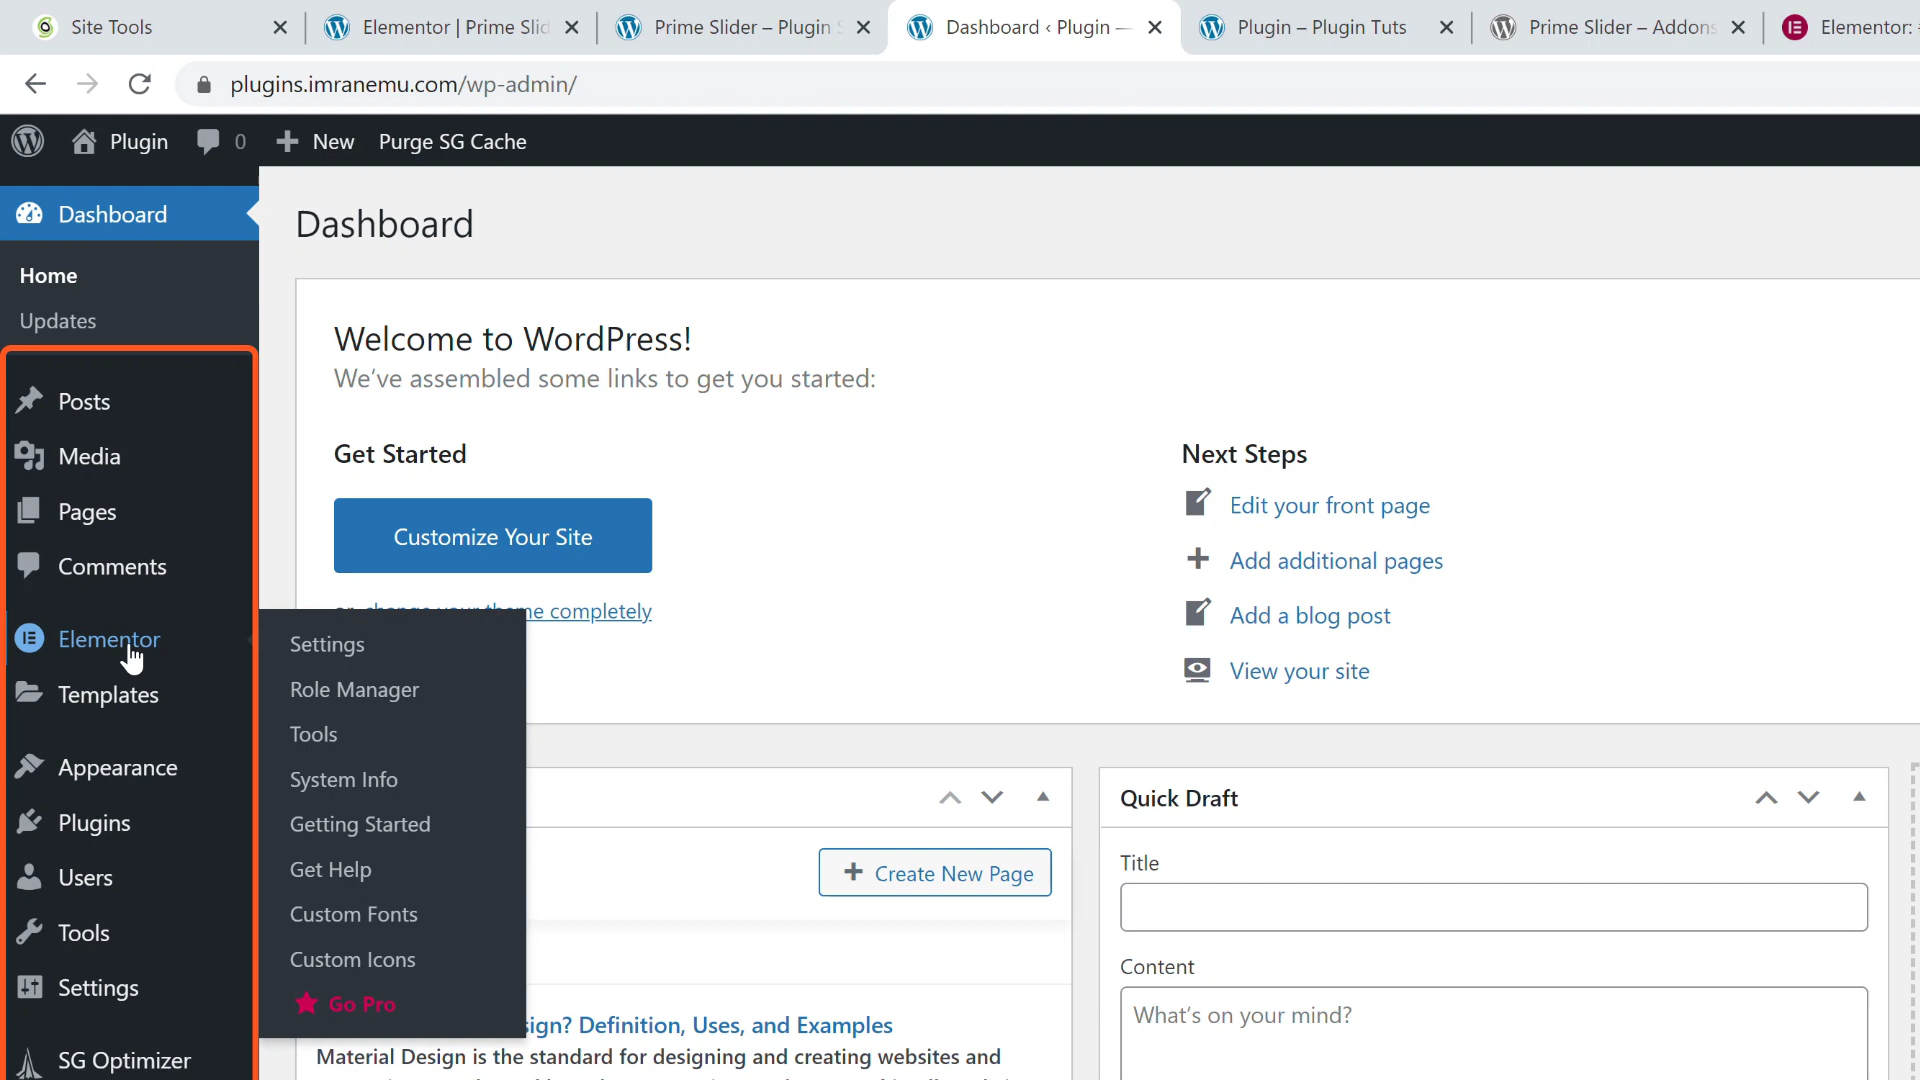 Site Tools
Elementor | Prime Slid
Prime Slider – Plugin S
Dashboard ‹ Plugin —
Plugin – Plugin Tuts
Prime Slider – Addons
Elementor:
plugins.imranemu.com/wp-admin/
Plugin
0
New
Purge SG Cache
Dashboard
Home
Updates
Posts
Media
Pages
Comments
Elementor
Templates
Appearance
Plugins
Users
Tools
Settings
SG Optimizer
Settings
Role Manager
Tools
System Info
Getting Started
Get Help
Custom Fonts
Custom Icons
Go Pro
Dashboard
Welcome to WordPress!
We've assembled some links to get you started:
Get Started
Customize Your Site
or, change your theme completely
Next Steps
Edit your front page
Add additional pages
Add a blog post
View your site
Create New Page
sign? Definition, Uses, and Examples
Material Design is the standard for designing and creating websites and
Quick Draft
Title
Content
What's on your mind?